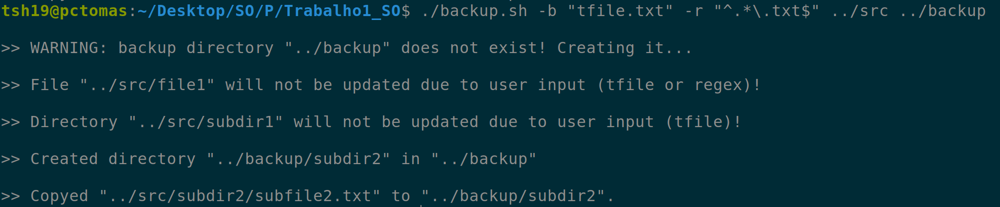 tsh19@pctomas:~/Desktop/SO/P/Trabalho1_SO$ ./backup.sh -b "tfile.txt" -r "^.*\.txt$" ../src ../backup
>> WARNING: backup directory "../backup" does not exist! Creating it...
>> File "../src/file1" will not be updated due to user input (tfile or regex)!
>> Directory "../src/subdir1" will not be updated due to user input (tfile)!
>> Created directory "../backup/subdir2" in "../backup"
>> Copyed "../src/subdir2/subfile2.txt" to "../backup/subdir2".